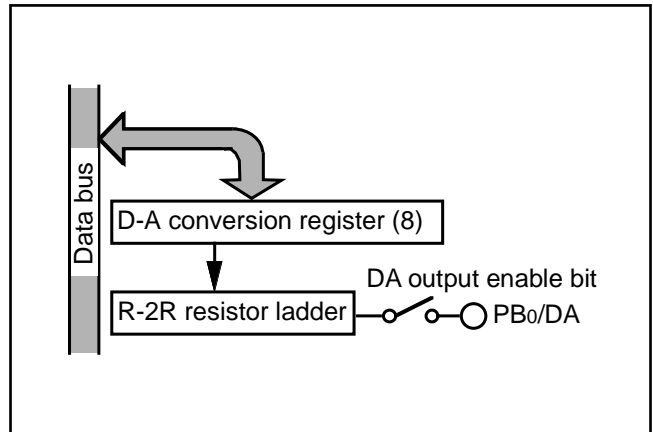 Data bus
D-A conversion register (8)
DA output enable bit
R-2R resistor ladder
PB0/DA